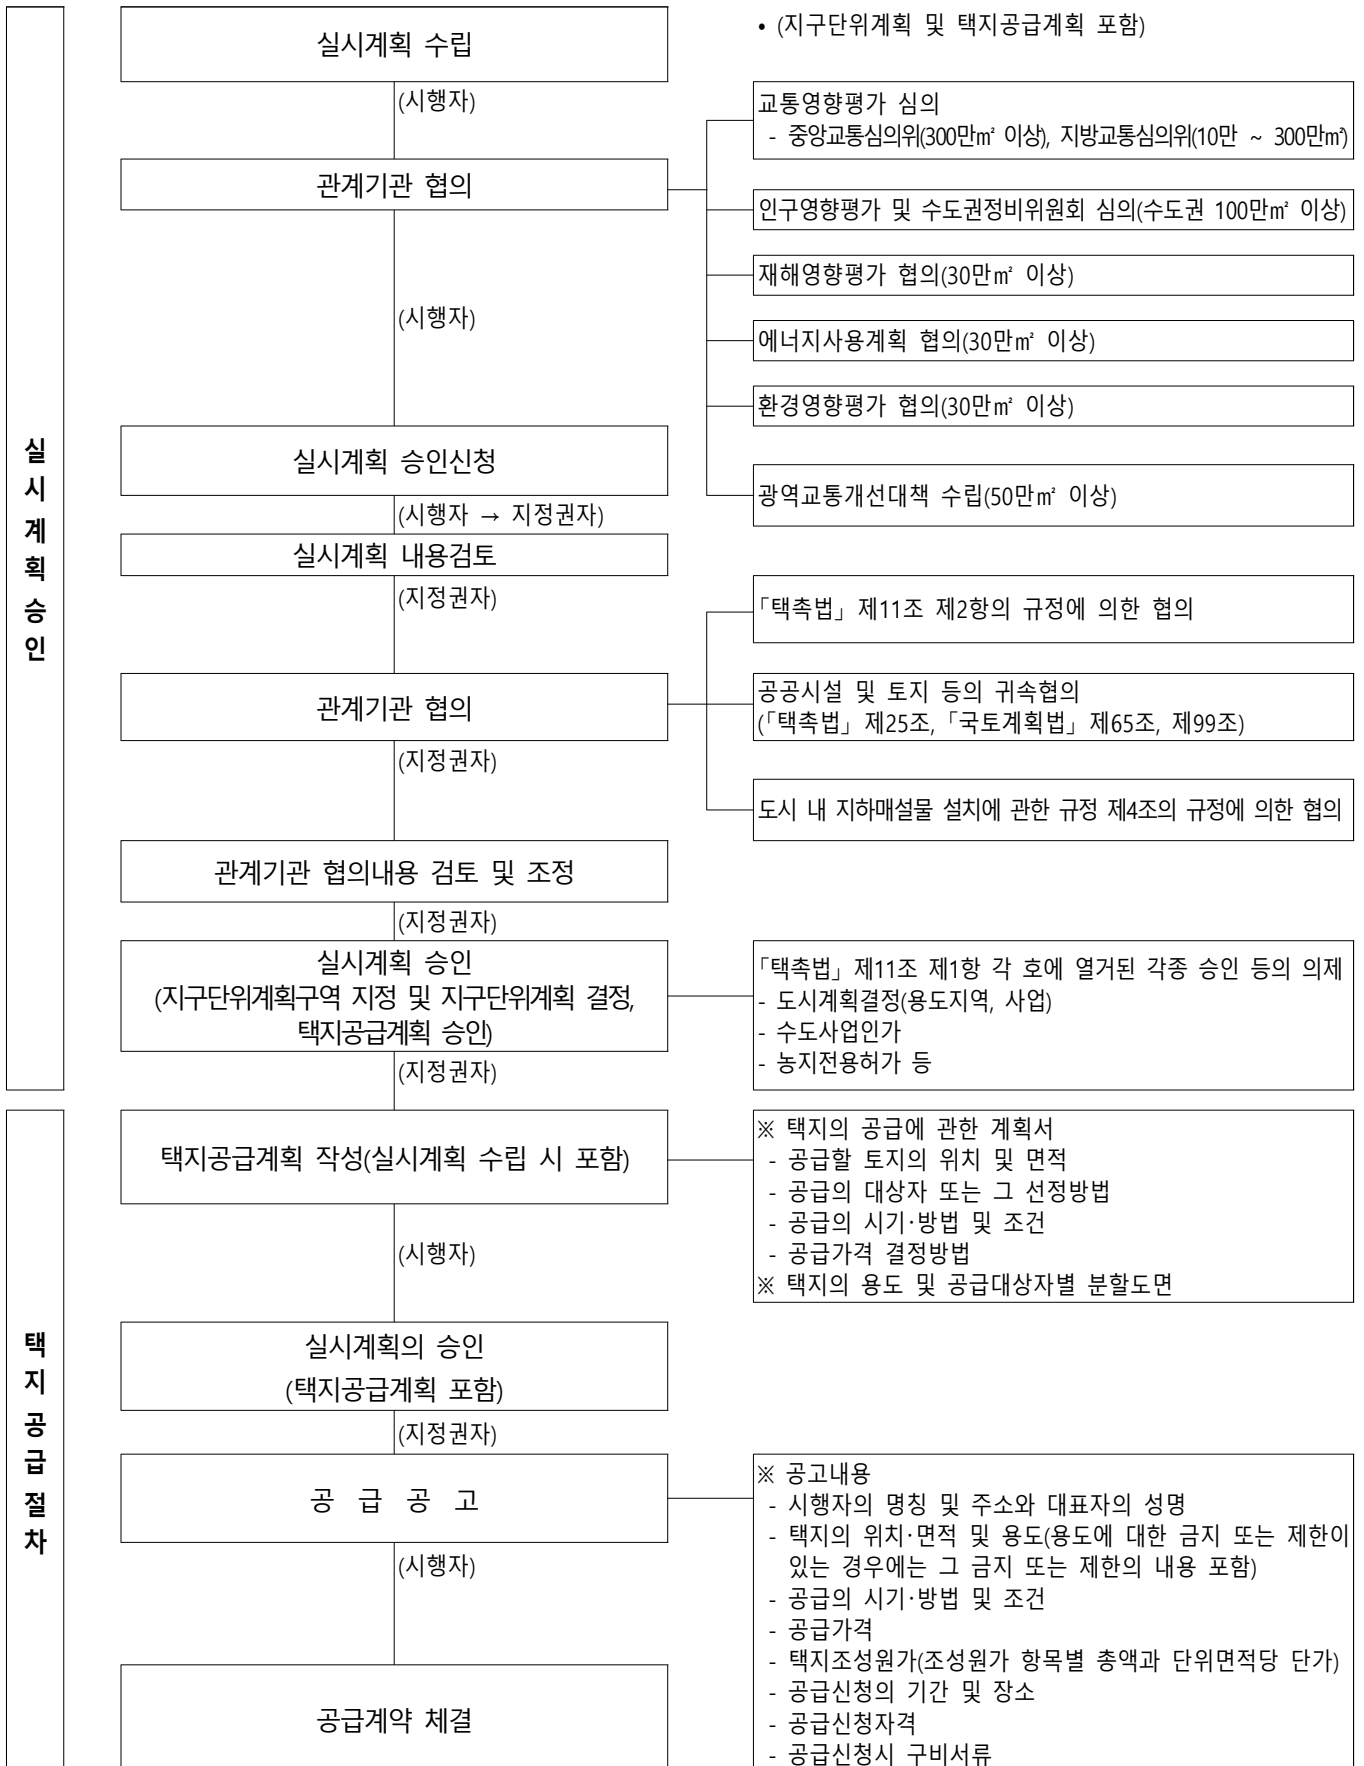 실시계획 수립
• (지구단위계획 및 택지공급계획 포함)
(시행자)
교통영향평가 심의
- 중앙교통심의위(300만㎡ 이상), 지방교통심의위(10만 ~ 300만㎡)
관계기관 협의
인구영향평가 및 수도권정비위원회 심의(수도권 100만㎡ 이상)
재해영향평가 협의(30만㎡ 이상)
(시행자)
에너지사용계획 협의(30만㎡ 이상)
환경영향평가 협의(30만㎡ 이상)
실시계획승인
실시계획 승인신청
광역교통개선대책 수립(50만㎡ 이상)
(시행자 → 지정권자)
실시계획 내용검토
(지정권자)
「택촉법」 제11조 제2항의 규정에 의한 협의
관계기관 협의
공공시설 및 토지 등의 귀속협의
(「택촉법」 제25조, 「국토계획법」 제65조, 제99조)
(지정권자)
도시 내 지하매설물 설치에 관한 규정 제4조의 규정에 의한 협의
관계기관 협의내용 검토 및 조정
(지정권자)
실시계획 승인
(지구단위계획구역 지정 및 지구단위계획 결정,
택지공급계획 승인)
「택촉법」 제11조 제1항 각 호에 열거된 각종 승인 등의 의제
- 도시계획결정(용도지역, 사업)
- 수도사업인가
- 농지전용허가 등
(지정권자)
택지공급절차
택지공급계획 작성(실시계획 수립 시 포함)
※ 택지의 공급에 관한 계획서
- 공급할 토지의 위치 및 면적
- 공급의 대상자 또는 그 선정방법
- 공급의 시기·방법 및 조건
- 공급가격 결정방법
※ 택지의 용도 및 공급대상자별 분할도면
(시행자)
실시계획의 승인
(택지공급계획 포함)
(지정권자)
공 급 공 고
※ 공고내용
- 시행자의 명칭 및 주소와 대표자의 성명
- 택지의 위치·면적 및 용도(용도에 대한 금지 또는 제한이
있는 경우에는 그 금지 또는 제한의 내용 포함)
- 공급의 시기·방법 및 조건
- 공급가격
- 택지조성원가(조성원가 항목별 총액과 단위면적당 단가)
- 공급신청의 기간 및 장소
- 공급신청자격
- 공급신청시 구비서류
(시행자)
공급계약 체결